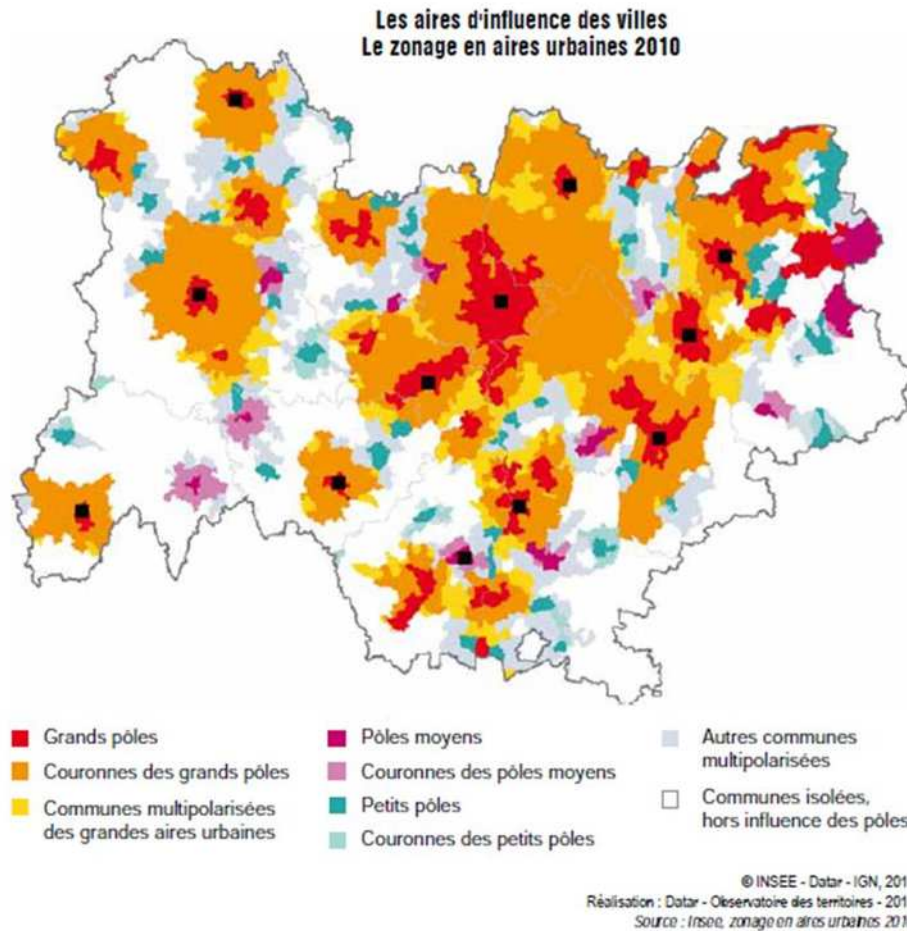 Les aires d'influence des villes
Le zonage en aires urbaines 2010
Grands pôles
Couronnes des grands pôles
Communes multipolarisées
des grandes aires urbaines
Pôles moyens
Couronnes des pôles moyens
Petits pôles
Couronnes des petits pôles
Autres communes
multipolarisées
Communes isolées,
hors influence des pôles
© INSEE - Datar - IGN, 201
Réalisation : Datar - Observatoire des territoires - 201
Source : Insee, zonage en aires urbaines 201